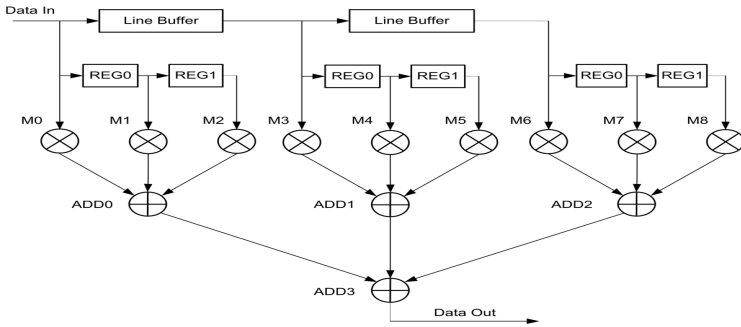 Data In
Line Buffer Line Buffer
REG0 REG1 REG0 REG1 REG0 REG1
M0 M1 M2 M3 M4 M5 M6 M7 M8
ADD0 ADD1 ADD2
ADD3
Data Out